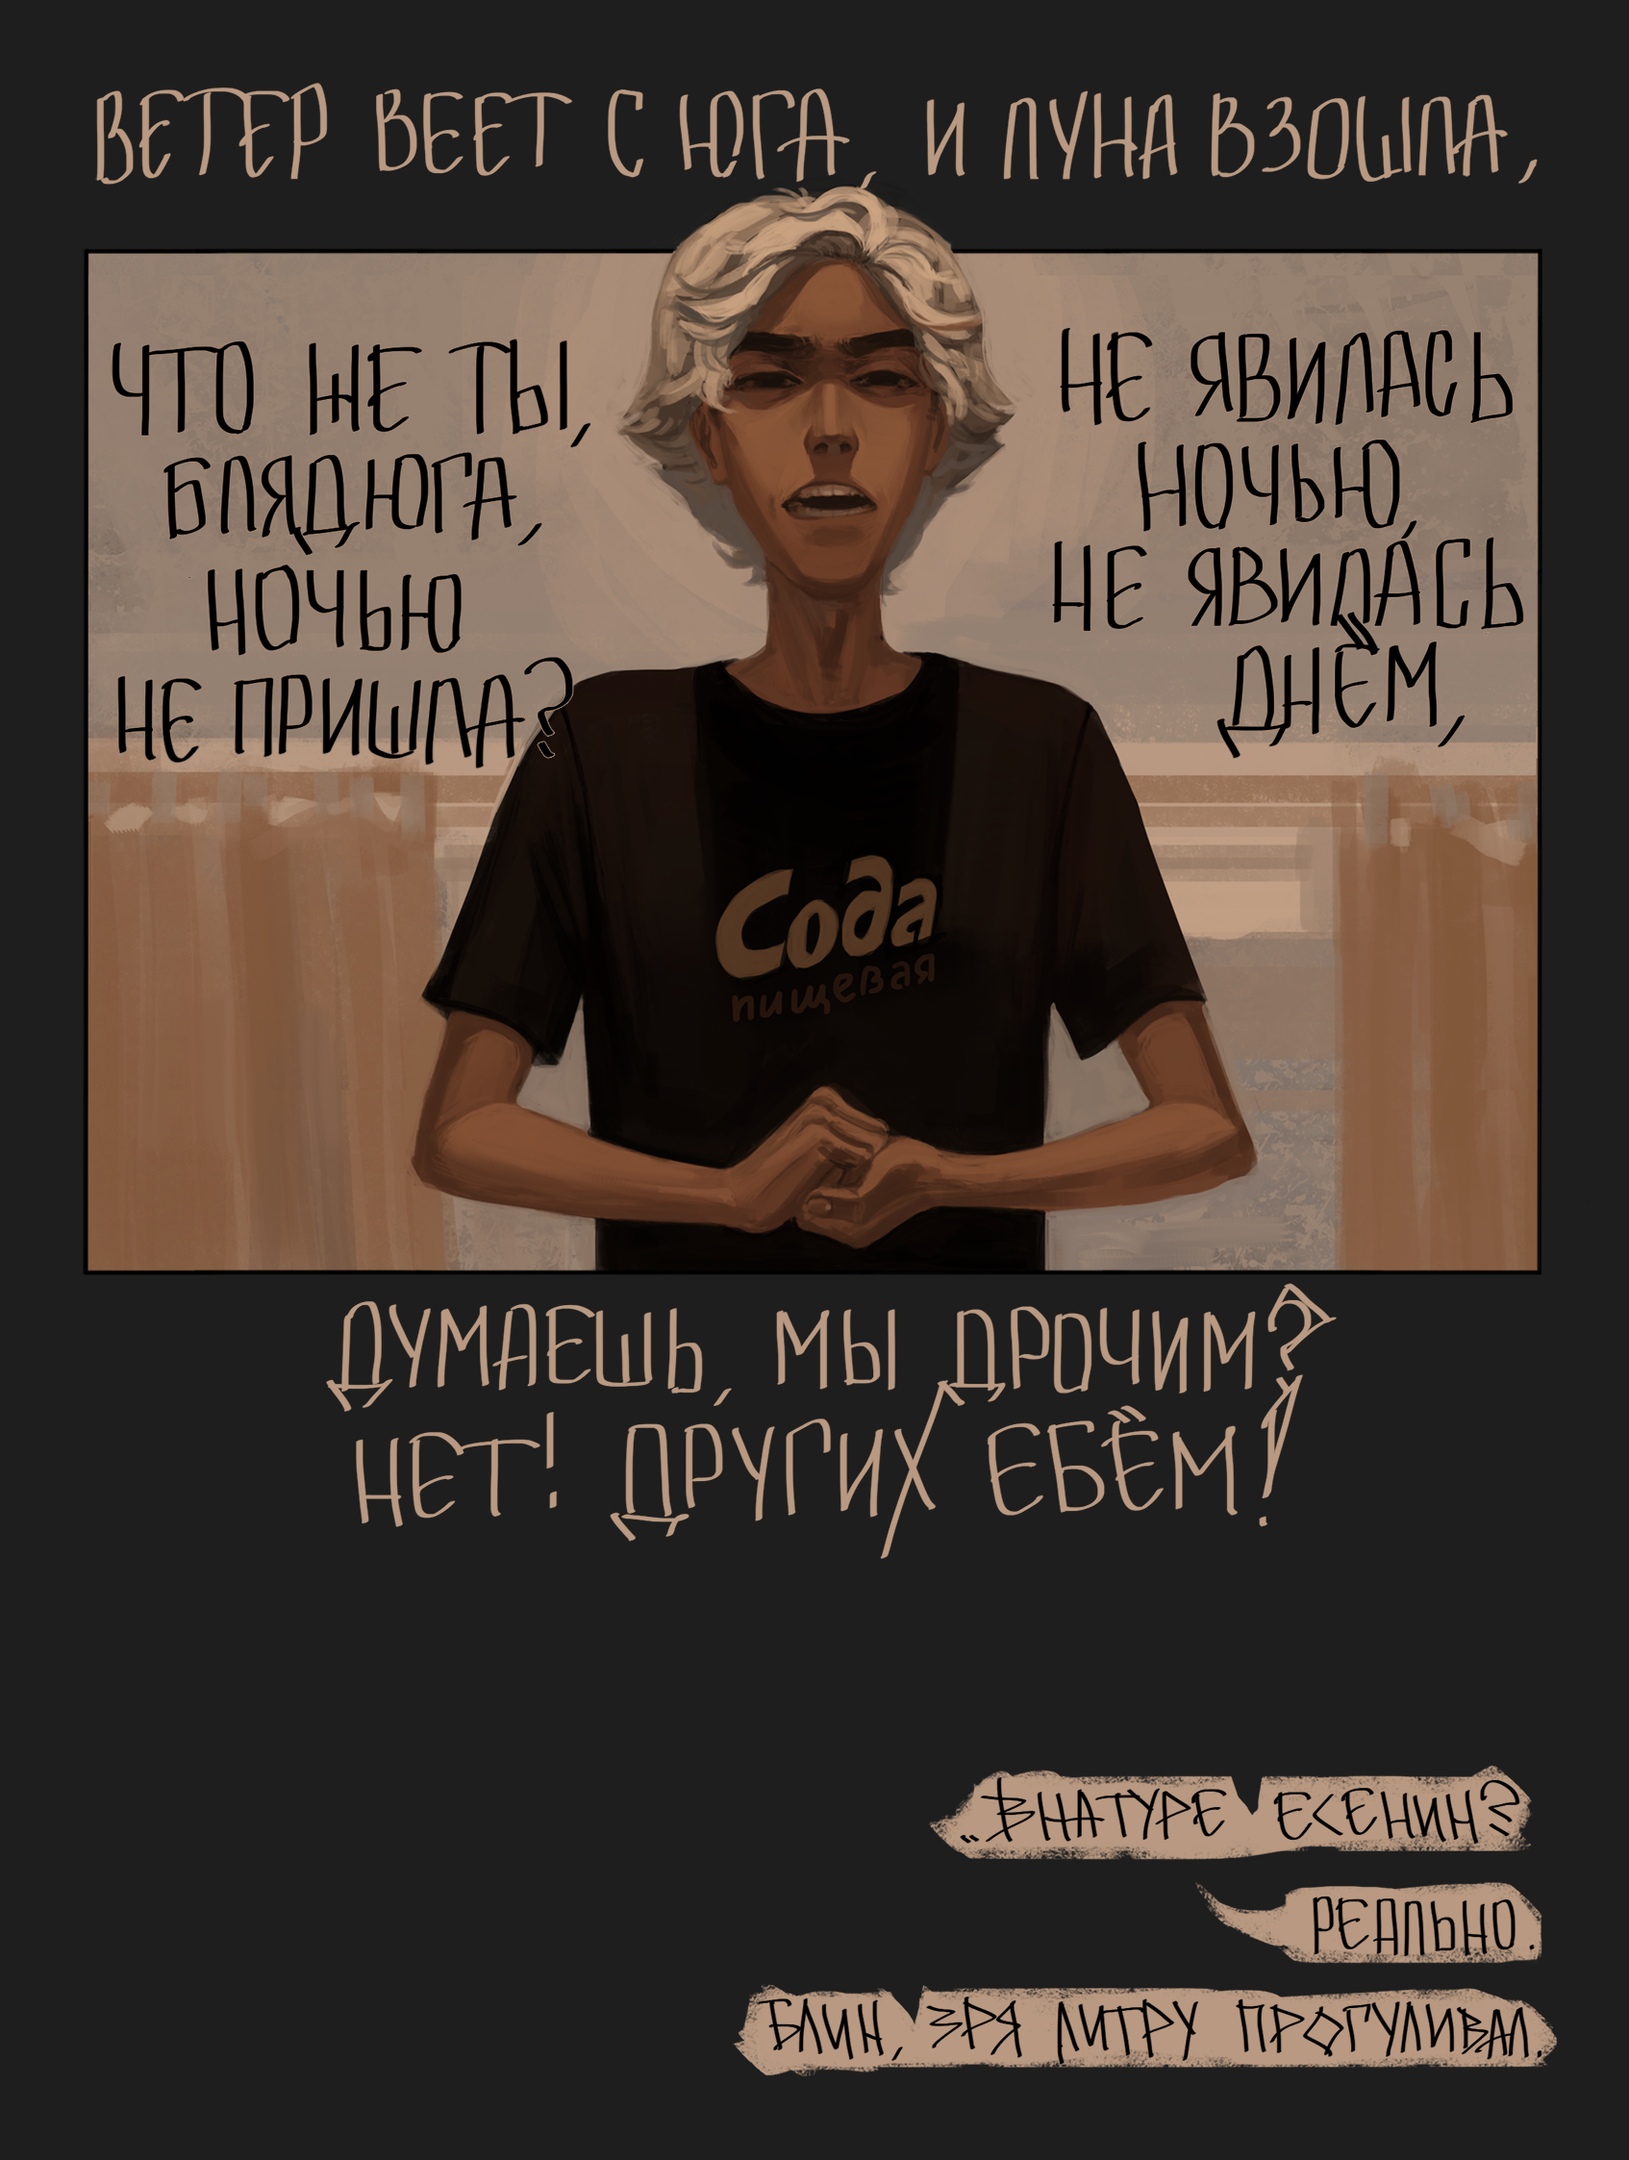 ВЕТЕР ВЕЕТ С ЮГА, И ЛУНА ВЗОШЛА,
ЧТО ЖЕ ТЫ,
БЛЯДЮГА,
НОЧЬЮ
НЕ ПРИШЛА?
НЕ ЯВИЛАСЬ
НОЧЬЮ,
НЕ ЯВИЛАСЬ
ДНЁМ,
Сода
пищевая
ДУМАЕШЬ, МЫ ДРОЧИМ?
НЕТ! ДРУГИХ ЕБЁМ!
..ВНАТУРЕ ЕСЕНИН?
РЕАЛЬНО.
БЛИН, ЗРЯ ЛИТРУ ПРОГУЛИВАЛ.